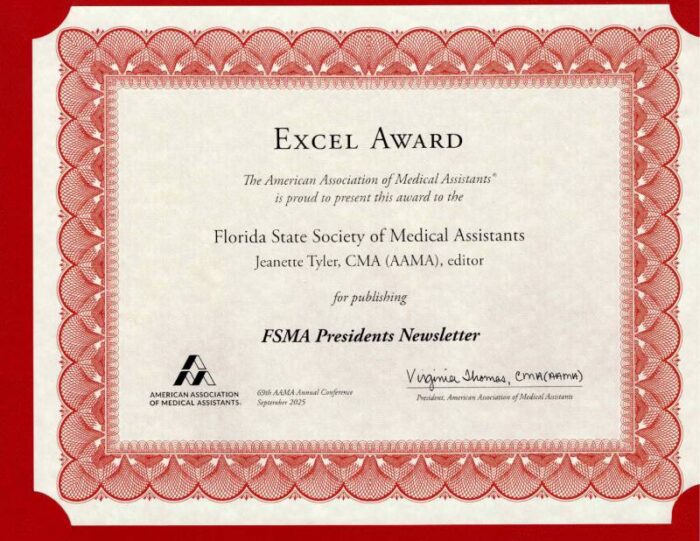 EXCEL AWARD
The American Association of Medical Assistants®
is proud to present this award to the
Florida State Society of Medical Assistants
Jeanette Tyler, CMA (AAMA), editor
for publishing
FSMA Presidents Newsletter
Virginia Thomas, CMA(AAMA)
President, American Association of Medical Assistants
AMERICAN ASSOCIATION
OF MEDICAL ASSISTANTS.
69th AAMA Annual Conference
September 2025